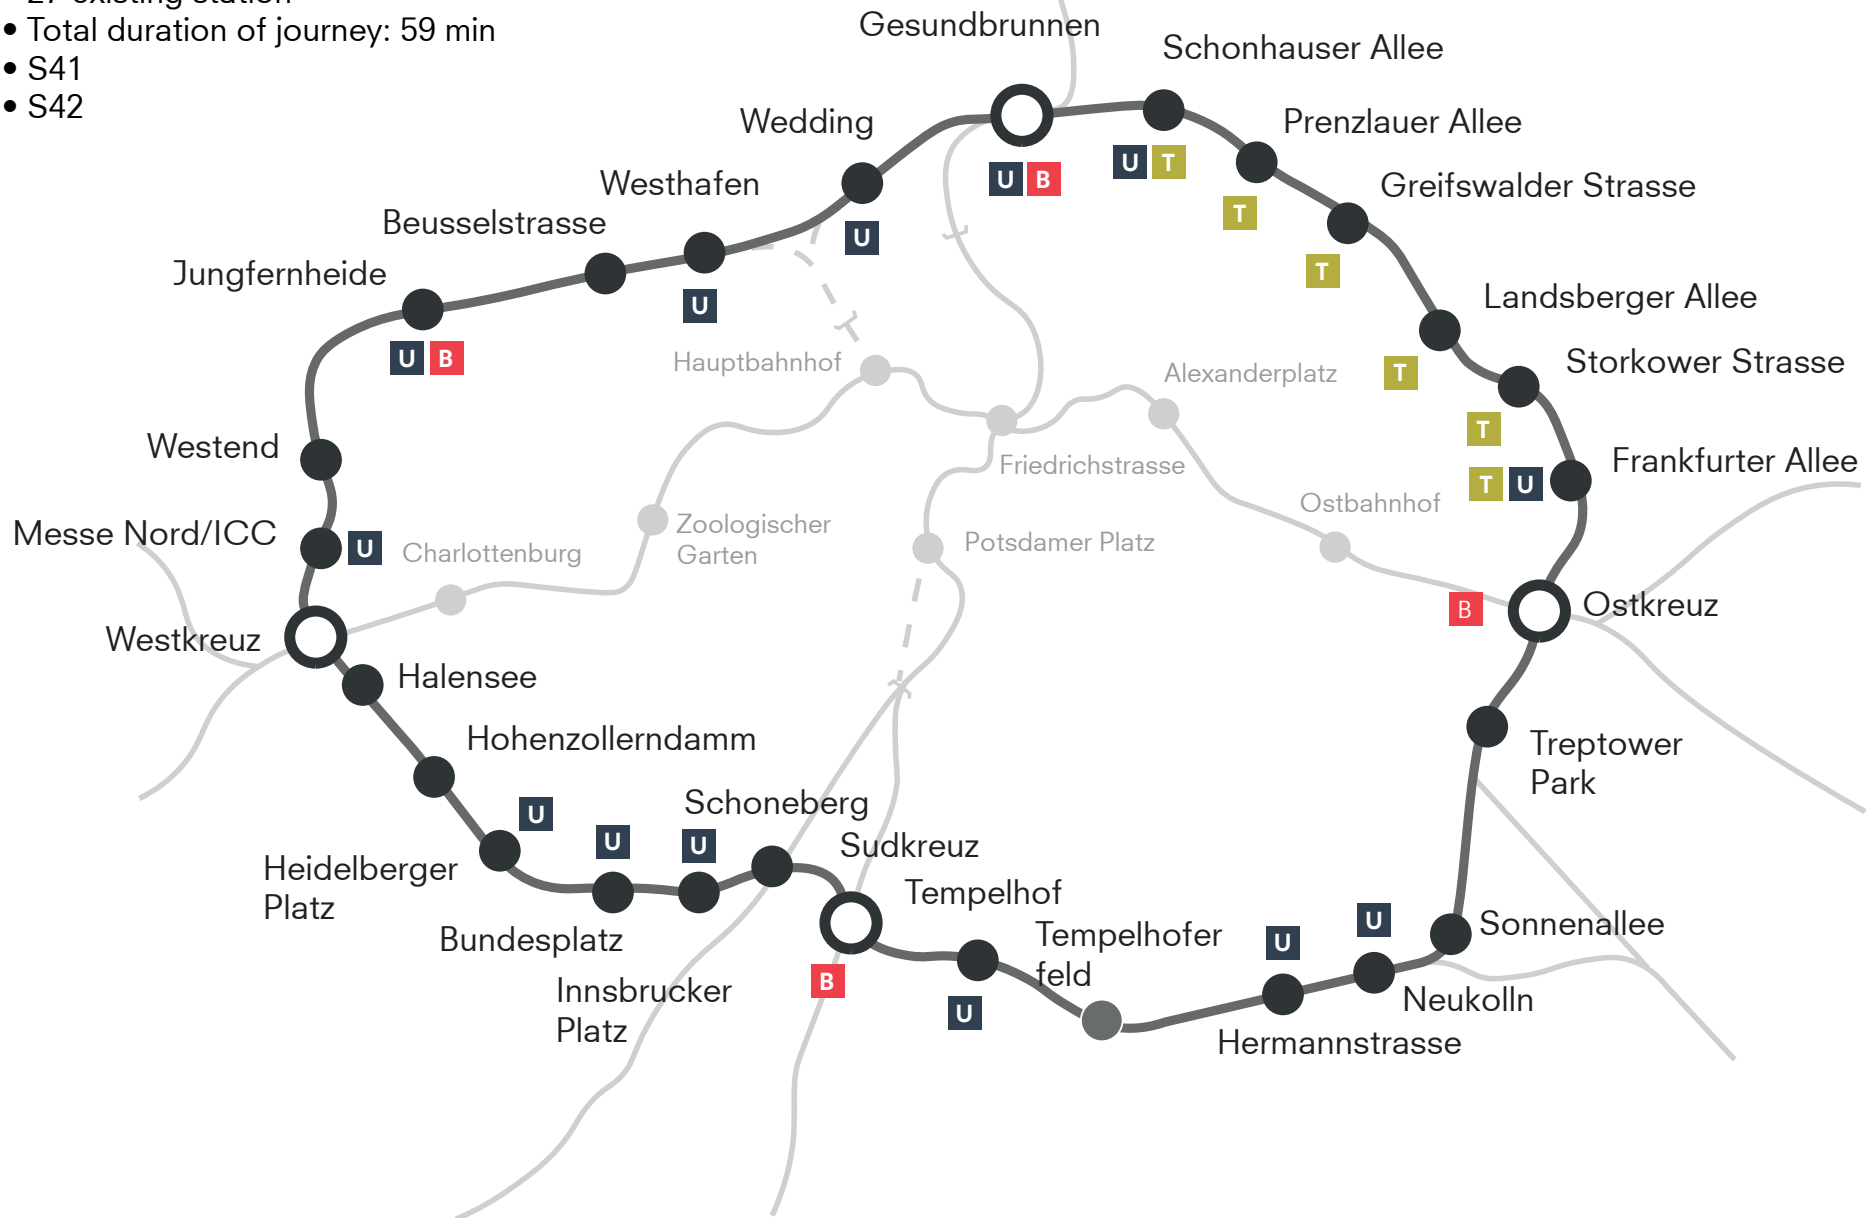 27 existing station
• Total duration of journey: 59 min
• S41
• S42
Gesundbrunnen
Schonhauser Allee
Wedding
Prenzlauer Allee
U B
U T
Westhafen
Greifswalder Strasse
T
Beusselstrasse
U
Jungfernheide
T
U
Landsberger Allee
U B
Hauptbahnhof
Alexanderplatz
T
Storkower Strasse
T
Westend
Friedrichstrasse
Frankfurter Allee
T U
Ostbahnhof
Messe Nord/ICC
U
Charlottenburg
Zoologischer
Garten
Potsdamer Platz
B
Ostkreuz
Westkreuz
Halensee
Hohenzollerndamm
Treptower
Park
U
Schoneberg
U
U
Sudkreuz
Heidelberger
Platz
Tempelhof
Bundesplatz
Tempelhofer
feld
U
U
Sonnenallee
B
U
Innsbrucker
Platz
Neukolln
Hermannstrasse